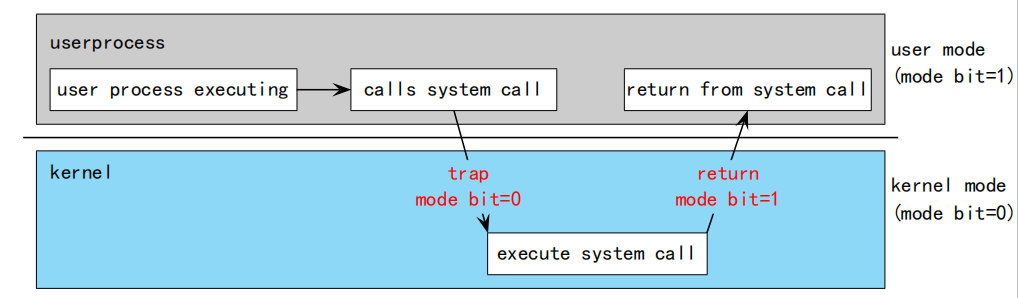 userprocess
user process executing
calls system call
return from system call
user mode
(mode bit=1)
kernel
trap
mode bit=0
return
mode bit=1
kernel mode
(mode bit=0)
execute system call